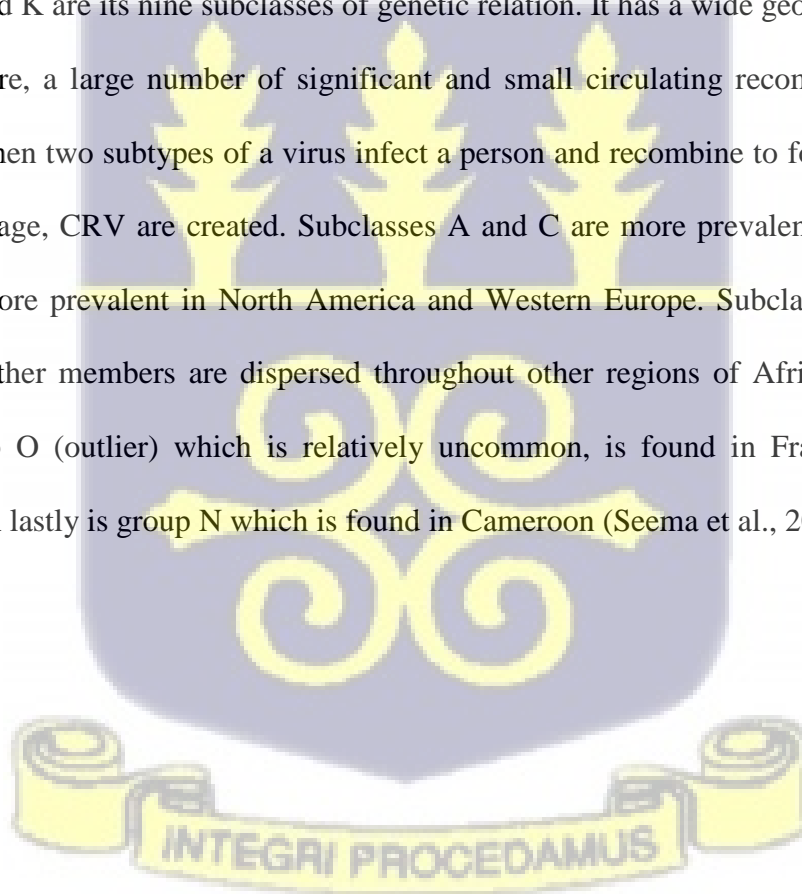 d K are its nine subclasses of genetic relation. It has a wide geo
re, a large number of significant and small circulating recon
hen two subtypes of a virus infect a person and recombine to fo
age, CRV are created. Subclasses A and C are more prevalen
ore prevalent in North America and Western Europe. Subcla
ther members are dispersed throughout other regions of Afri
O (outlier) which is relatively uncommon, is found in Fra
lastly is group N which is found in Cameroon (Seema et al., 20
INTEGRI PROCEDAMUS